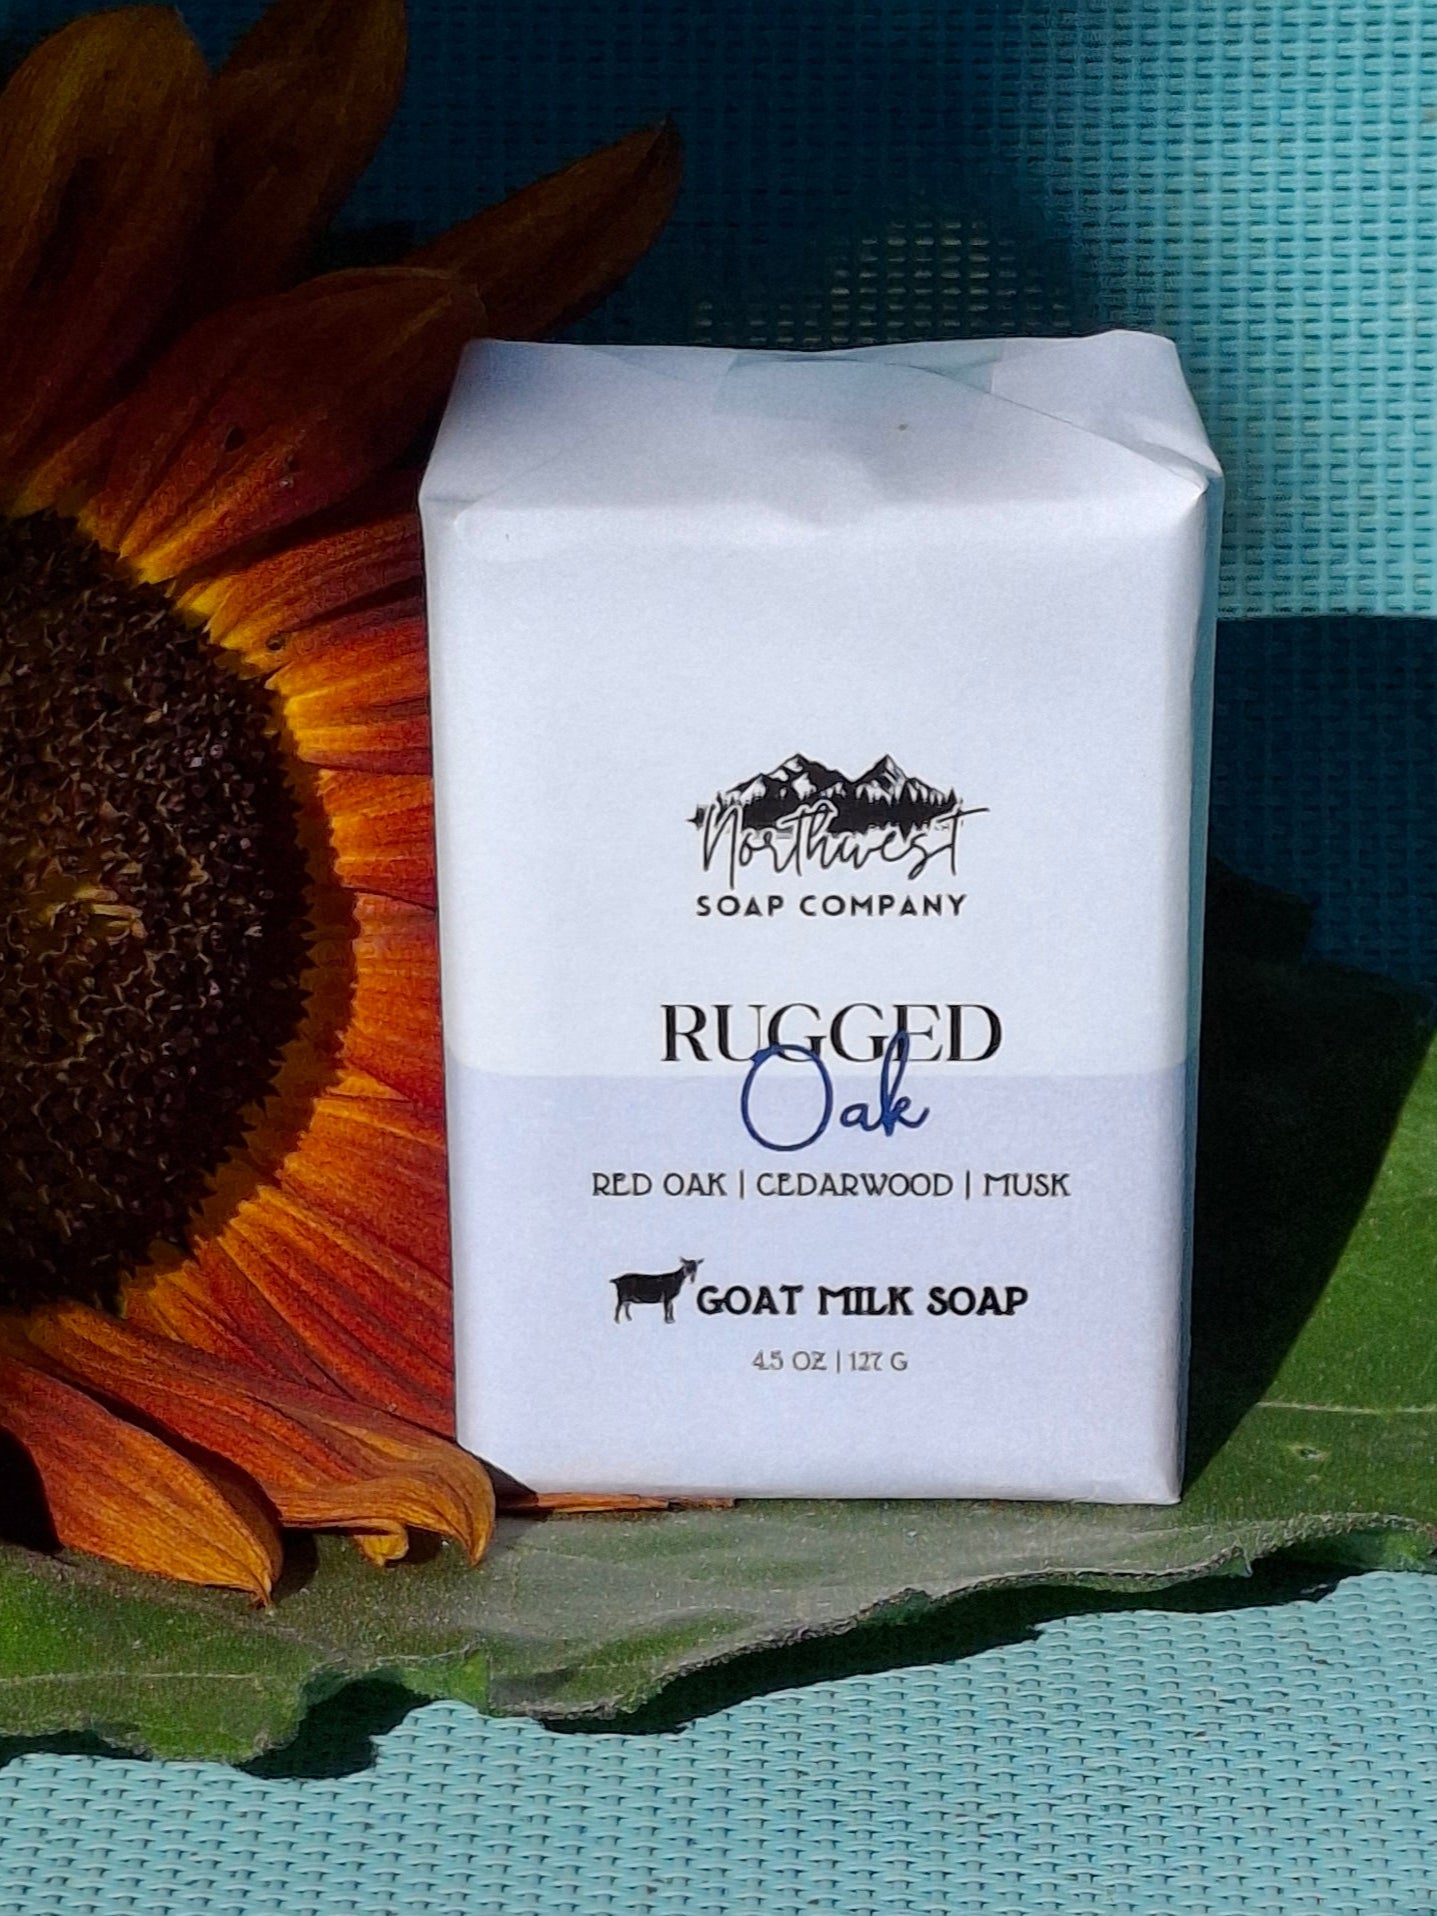 Northwest
SOAP COMPANY
RUGGED
Oak
RED OAK | CEDARWOOD | MUSK
GOAT MILK SOAP
4.5 OZ | 127 G